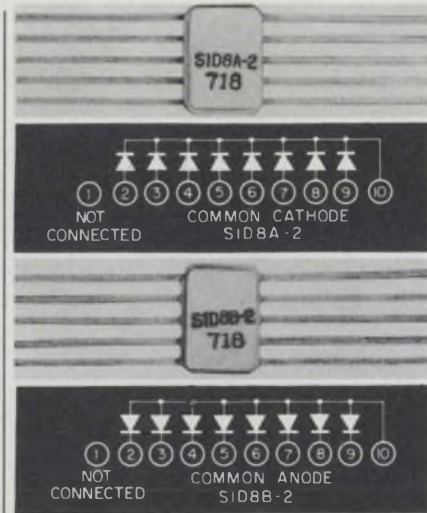 SID8A-2
718
1 2 3 4 5 6 7 8 9 10
NOT COMMON CATHODE
CONNECTED SID8A-2
SID8B-2
718
1 2 3 4 5 6 7 8 9 10
NOT COMMON ANODE
CONNECTED SID8B-2